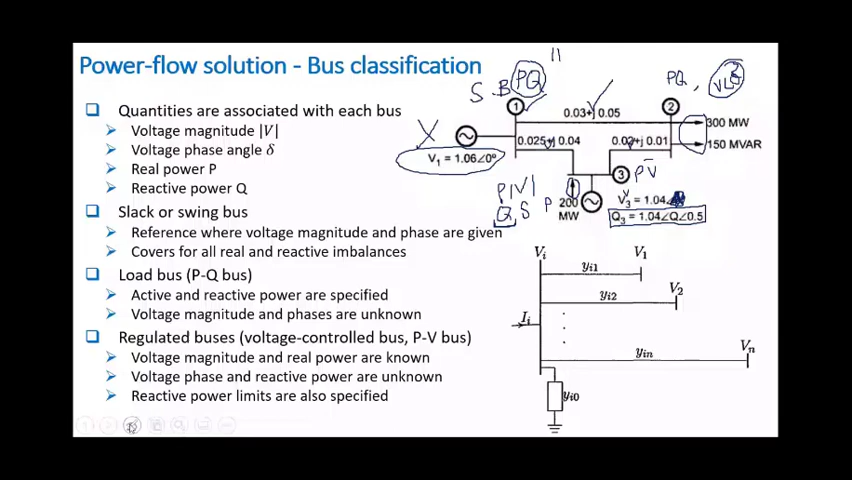 Power-flow solution - Bus classification
Quantities are associated with each bus
Voltage magnitude |V|
Voltage phase angle δ
Real power P
Reactive power Q
Slack or swing bus
Reference where voltage magnitude and phase are given
Covers for all real and reactive imbalances
Load bus (P-Q bus)
Active and reactive power are specified
Voltage magnitude and phases are unknown
Regulated buses (voltage-controlled bus, P-V bus)
Voltage magnitude and real power are known
Voltage phase and reactive power are unknown
Reactive power limits are also specified
S.B PQ
PQ,
1
0.03+j 0.05
2
300 MW
0.025+j 0.04
0.01
150 MVAR
V₁ = 1.06∠0°
3
PV
P|V|
Q, S
P
200
MW
V₃ = 1.04
Q₃ = 1.04∠Q∠0.5
Vi
V1
yi1
V2
yi2
Ii
Vn
yin
yi0